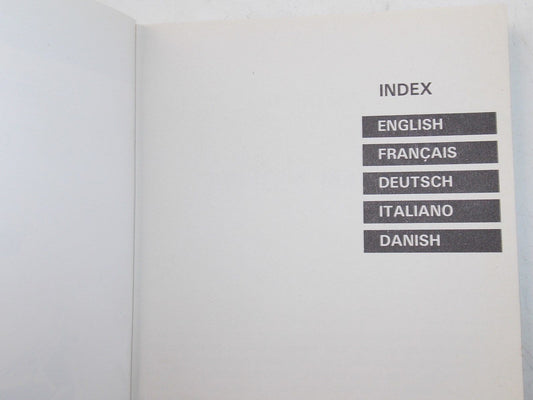 INDEX
ENGLISH
FRANÇAIS
DEUTSCH
ITALIANO
DANISH